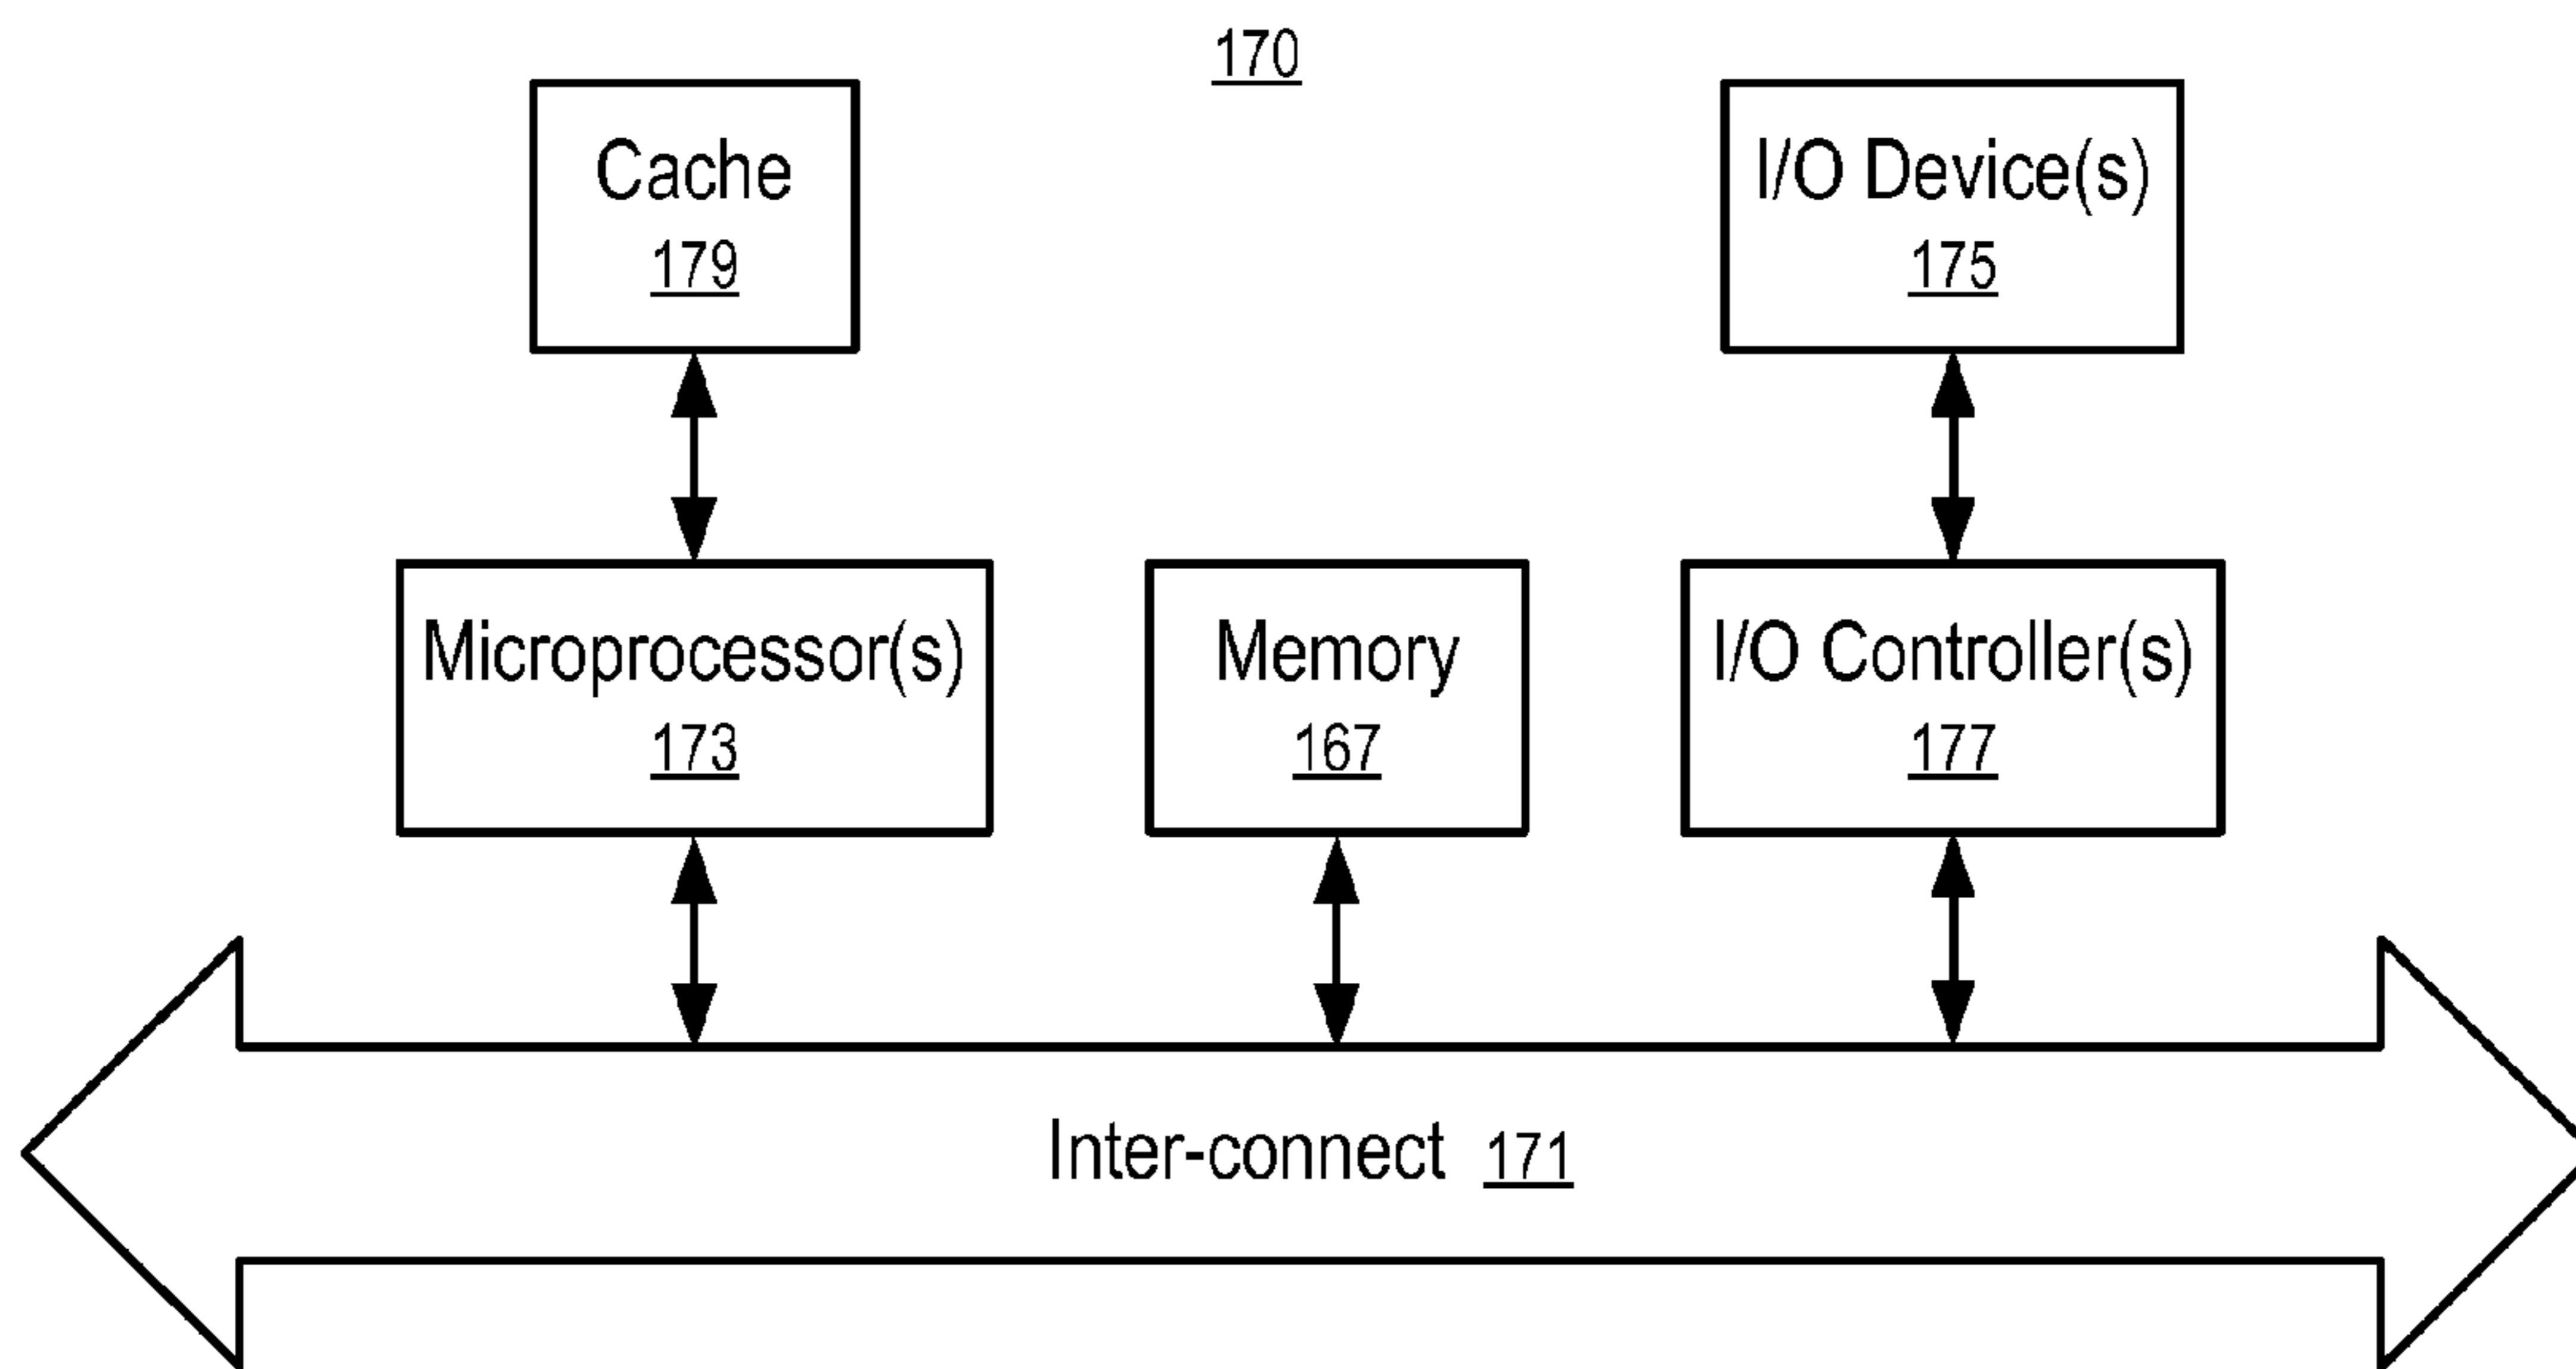 170
Cache
179
I/O Device(s)
175
Microprocessor(s)
173
Memory
167
I/O Controller(s)
177
Inter-connect 171